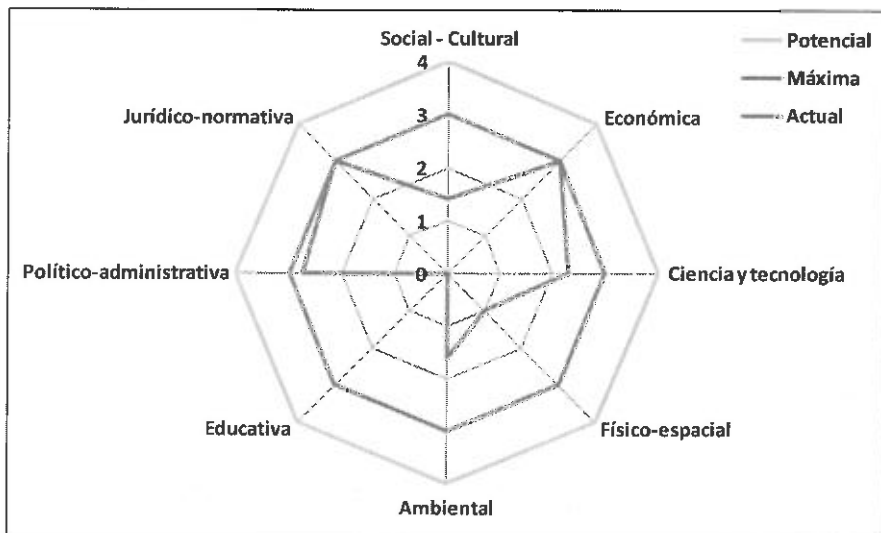 Social - Cultural
Potencial
Máxima
Actual
4
3
2
1
0
Jurídico-normativa
Económica
Político-administrativa
Ciencia y tecnología
Educativa
Físico-espacial
Ambiental